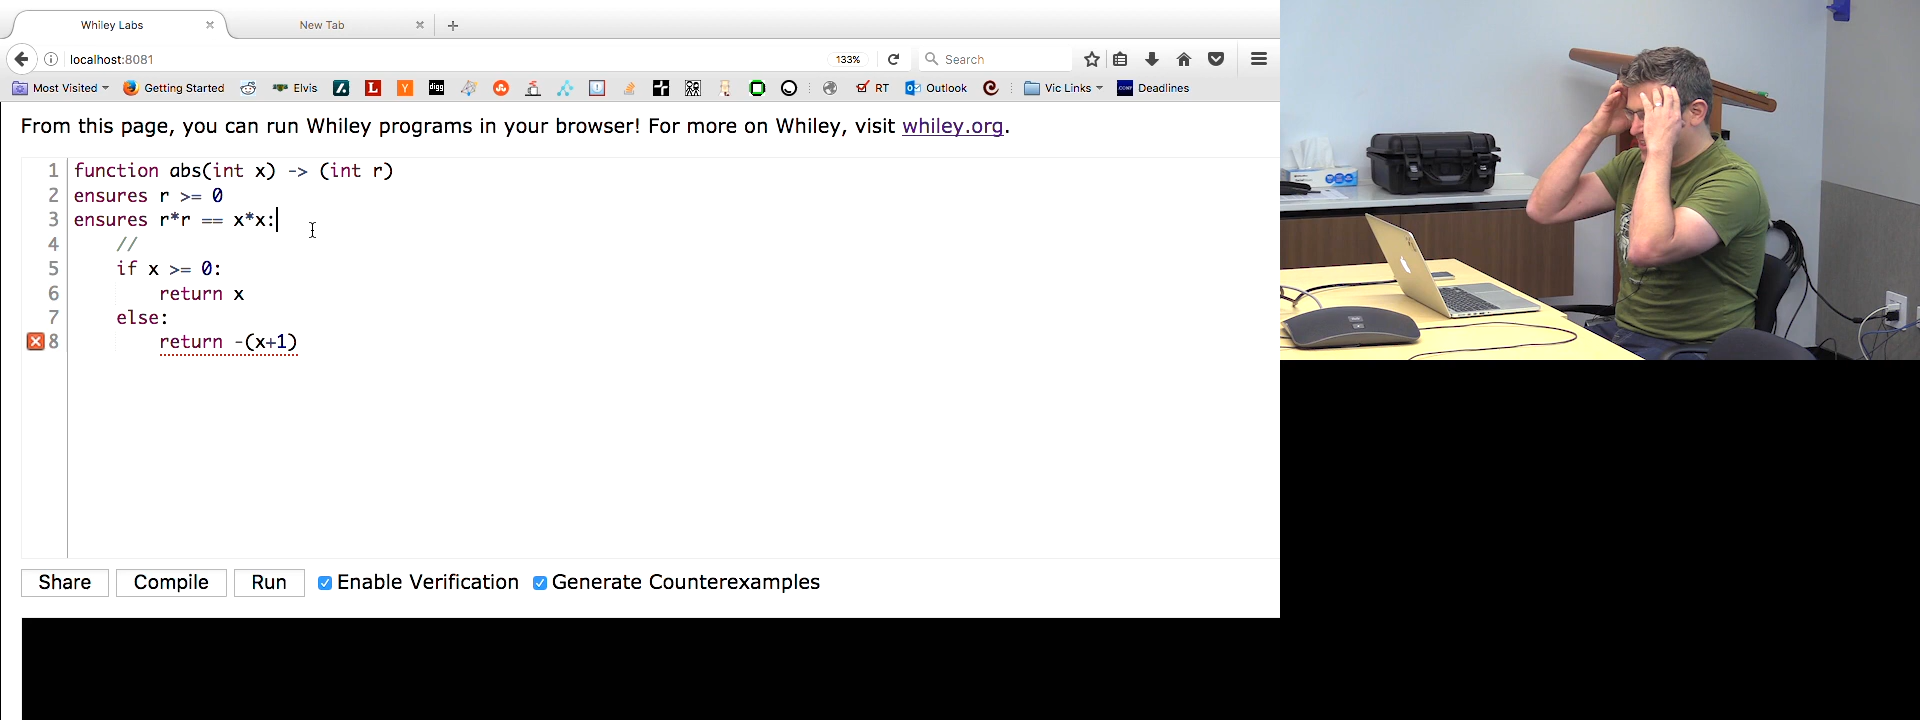 Whiley Labs
New Tab
localhost:8081
133%
Search
Most Visited
Getting Started
Elvis
RT
Outlook
Vic Links
Deadlines
From this page, you can run Whiley programs in your browser! For more on Whiley, visit whiley.org.
1 function abs(int x) -> (int r)
2 ensures r >= 0
3 ensures r*r == x*x:
4 //
5 if x >= 0:
6 return x
7 else:
8 return -(x+1)
Share Compile Run Enable Verification Generate Counterexamples